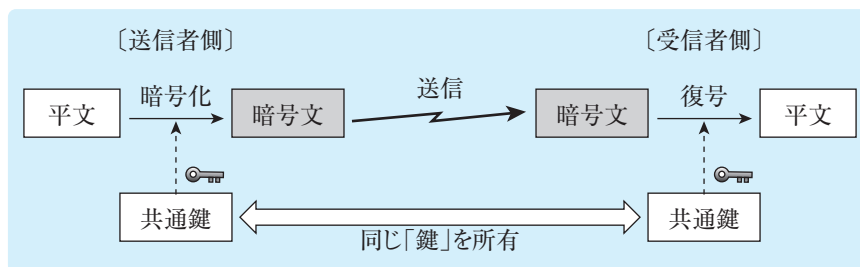 〔送信者側〕
〔受信者側〕
平文
暗号化
暗号文
送信
暗号文
復号
平文
共通鍵
共通鍵
同じ「鍵」を所有